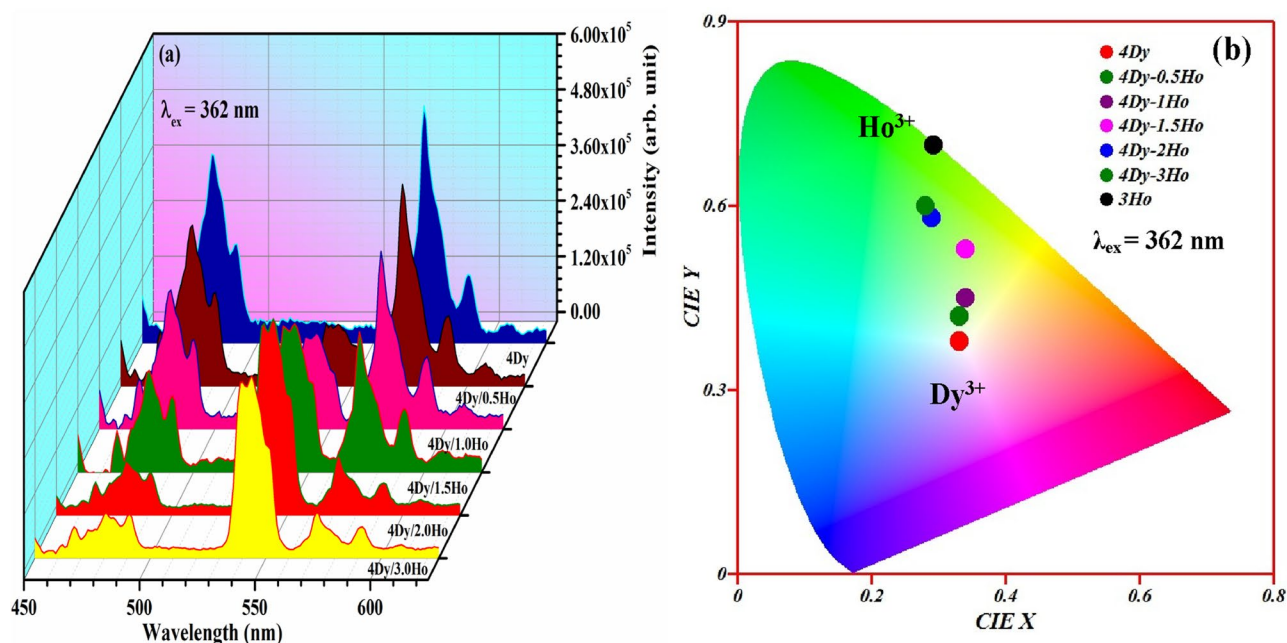 (a)
λex = 362 nm
6.00x10⁵
4.80x10⁵
3.60x10⁵
2.40x10⁵
1.20x10⁵
0.00
Intensity (arb. unit)
4Dy
4Dy/0.5Ho
4Dy/1.0Ho
4Dy/1.5Ho
4Dy/2.0Ho
4Dy/3.0Ho
450 500 550 600
Wavelength (nm)
(b)
0.9
0.6
0.3
0
CIE Y
4Dy
4Dy-0.5Ho
4Dy-1Ho
4Dy-1.5Ho
4Dy-2Ho
4Dy-3Ho
3Ho
λex = 362 nm
Ho³⁺
Dy³⁺
0 0.2 0.4 0.6 0.8
CIE X